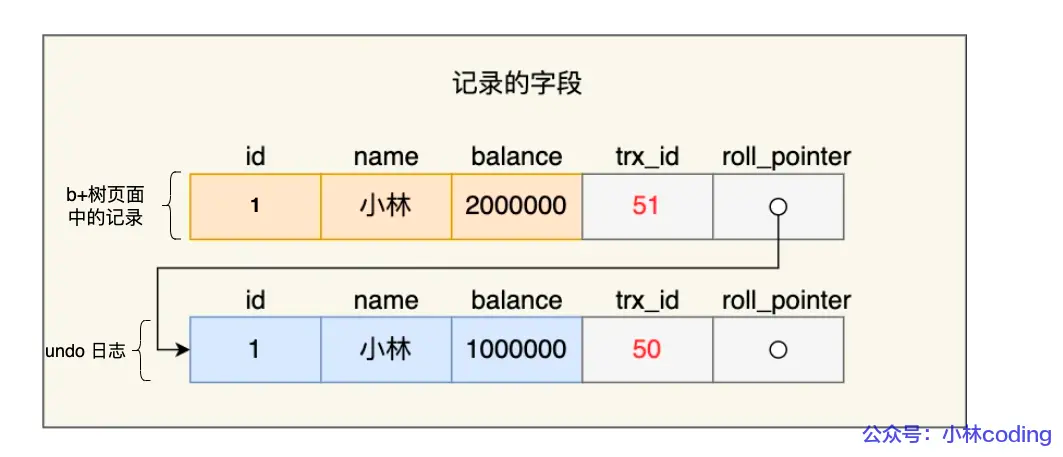 记录的字段
id name balance trx_id roll_pointer
b+树页面
中的记录
1 小林 2000000 51
id name balance trx_id roll_pointer
undo 日志
1 小林 1000000 50
公众号：小林coding